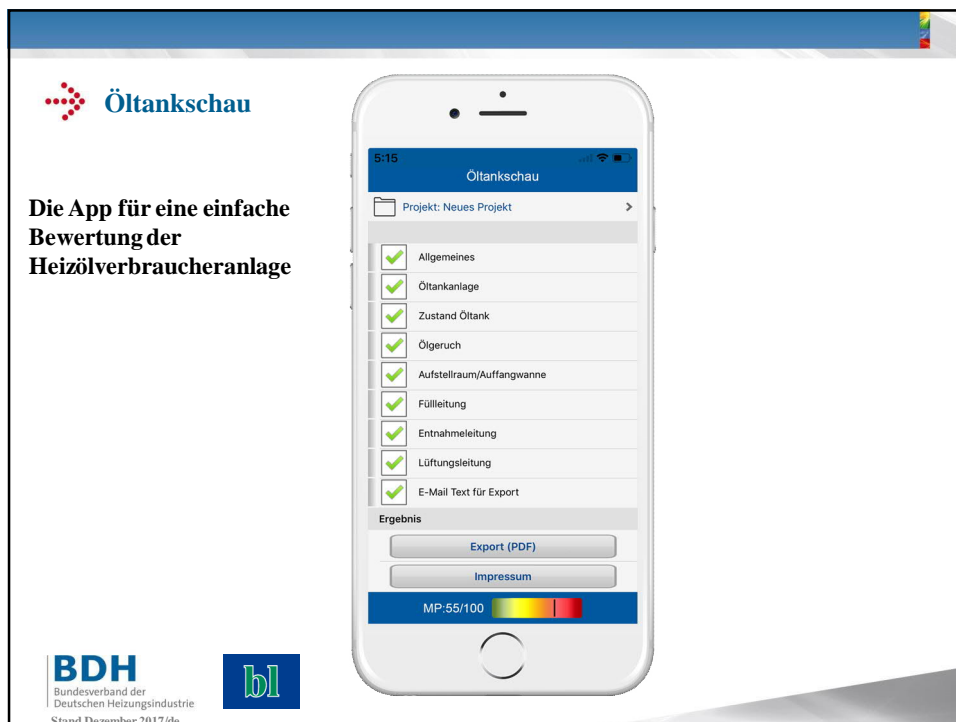 Öltankschau
Die App für eine einfache
Bewertung der
Heizölverbraucheranlage
5:15
Öltankschau
Projekt: Neues Projekt
Allgemeines
Öltankanlage
Zustand Öltank
Ölgeruch
Aufstellraum/Auffangwanne
Füllleitung
Entnahmeleitung
Lüftungsleitung
E-Mail Text für Export
Ergebnis
Export (PDF)
Impressum
MP:55/100
BDH
Bundesverband der
Deutschen Heizungsindustrie
bl
Stand Dezember 2017/de